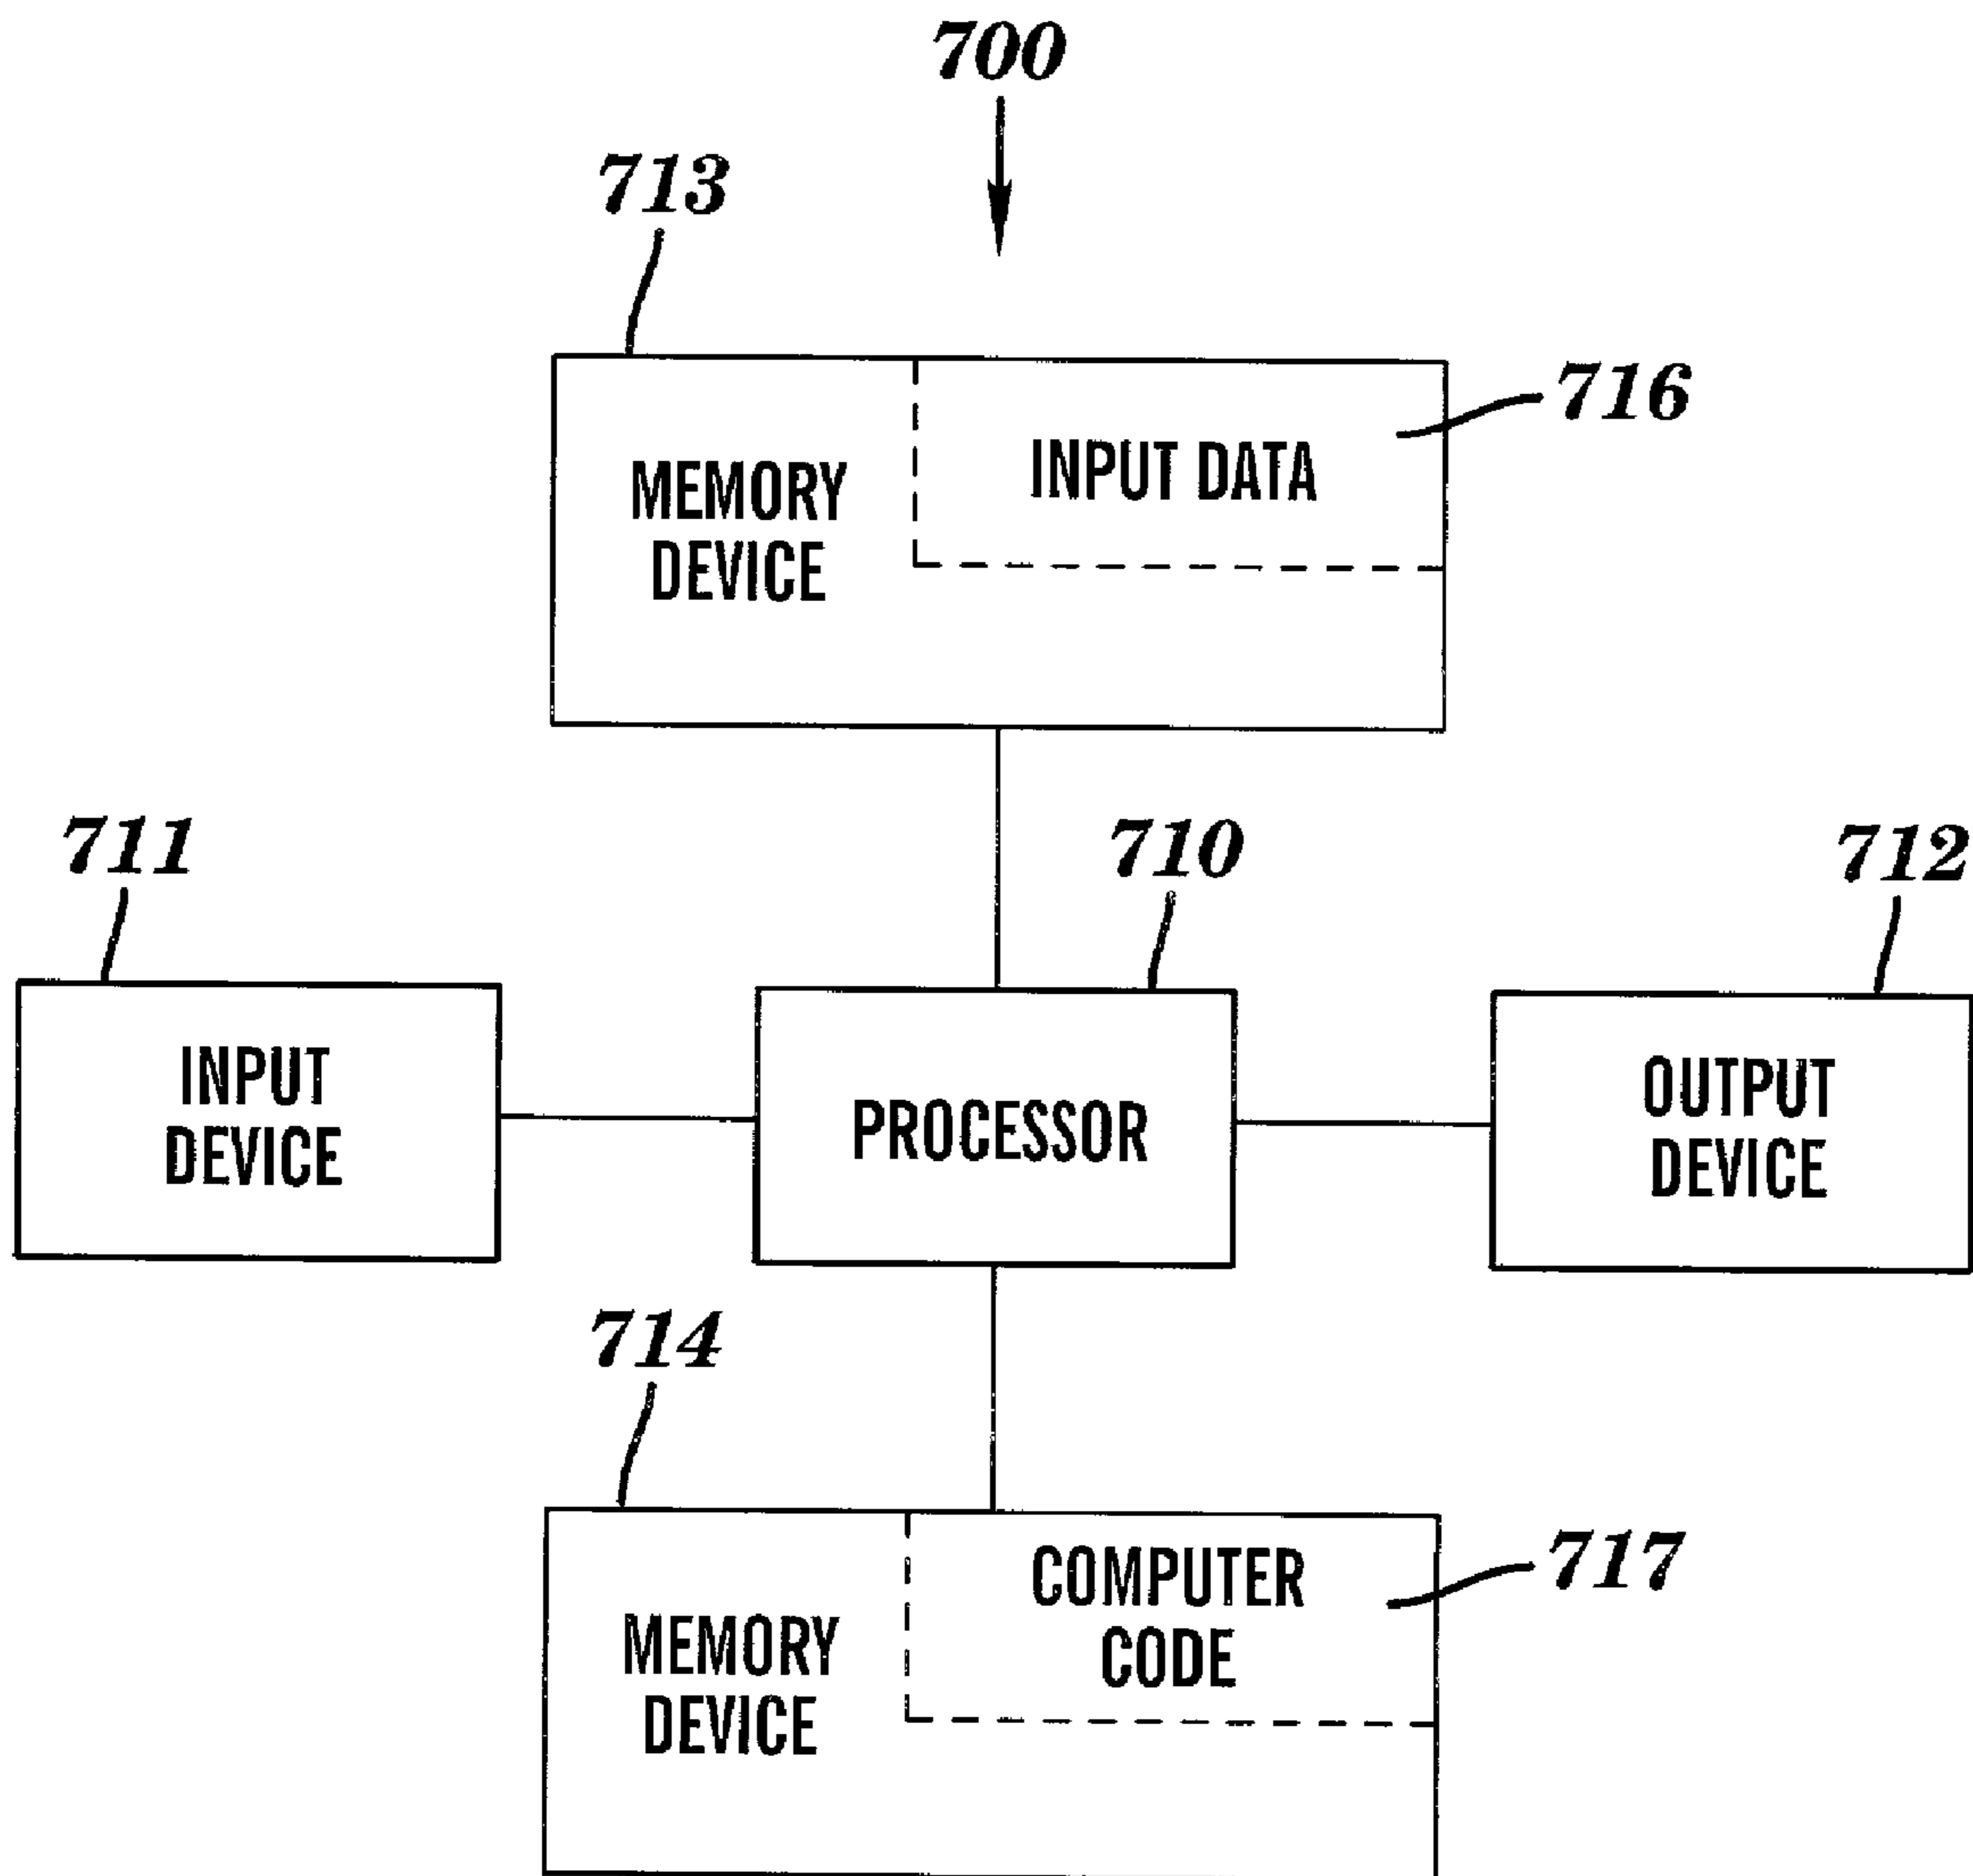 700
713
716
INPUT DATA
MEMORY
DEVICE
711
710
712
INPUT
DEVICE
PROCESSOR
OUTPUT
DEVICE
714
717
COMPUTER
CODE
MEMORY
DEVICE